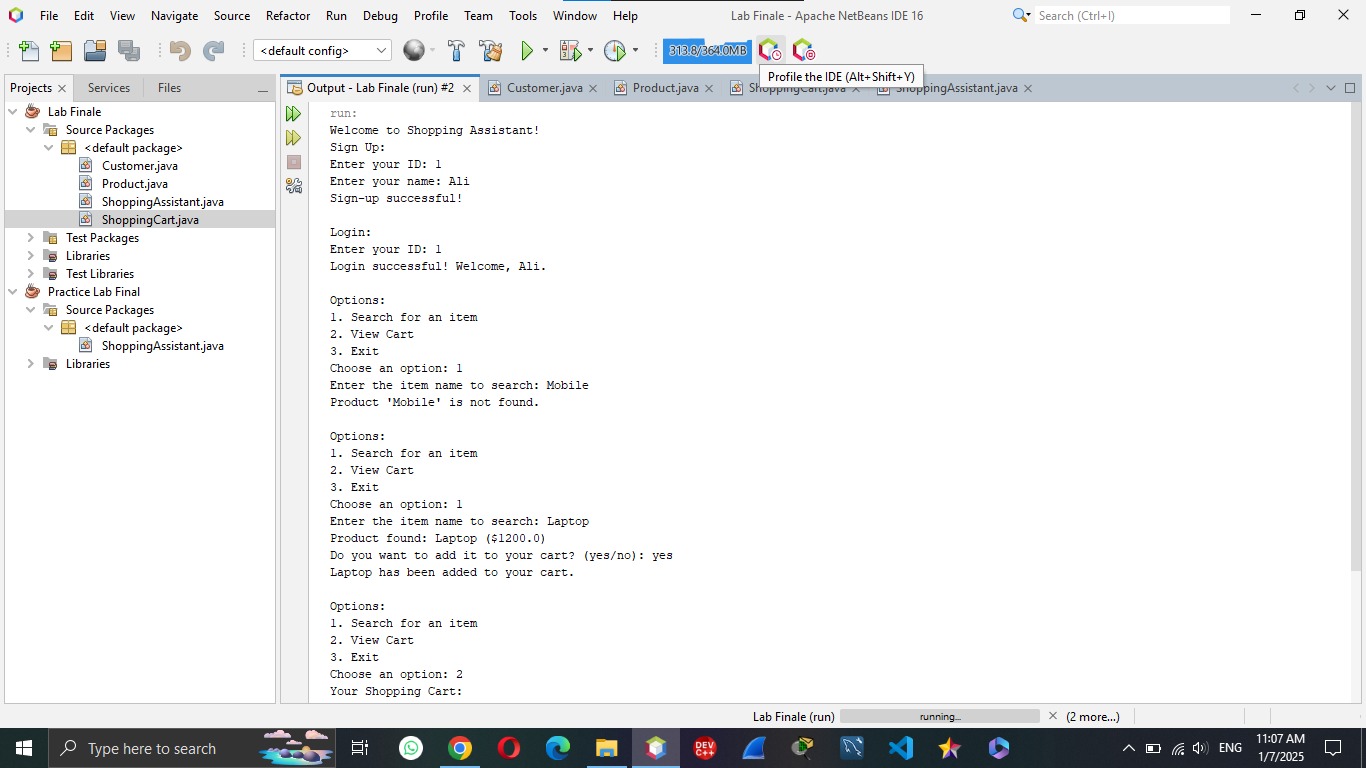 File Edit View Navigate Source Refactor Run Debug Profile Team Tools Window Help
Lab Finale - Apache NetBeans IDE 16
Search (Ctrl+I)
<default config>
313.8/364.0MB
Profile the IDE (Alt+Shift+Y)
Projects Services Files
Output - Lab Finale (run) #2 Customer.java Product.java ShoppingCart.java ShoppingAssistant.java
Lab Finale
Source Packages
<default package>
Customer.java
Product.java
ShoppingAssistant.java
ShoppingCart.java
Test Packages
Libraries
Test Libraries
Practice Lab Final
Source Packages
<default package>
ShoppingAssistant.java
Libraries
run:
Welcome to Shopping Assistant!
Sign Up:
Enter your ID: 1
Enter your name: Ali
Sign-up successful!
Login:
Enter your ID: 1
Login successful! Welcome, Ali.
Options:
1. Search for an item
2. View Cart
3. Exit
Choose an option: 1
Enter the item name to search: Mobile
Product 'Mobile' is not found.
Options:
1. Search for an item
2. View Cart
3. Exit
Choose an option: 1
Enter the item name to search: Laptop
Product found: Laptop ($1200.0)
Do you want to add it to your cart? (yes/no): yes
Laptop has been added to your cart.
Options:
1. Search for an item
2. View Cart
3. Exit
Choose an option: 2
Your Shopping Cart:
Lab Finale (run) running... (2 more...)
Type here to search
DEV C++
ENG
11:07 AM
1/7/2025